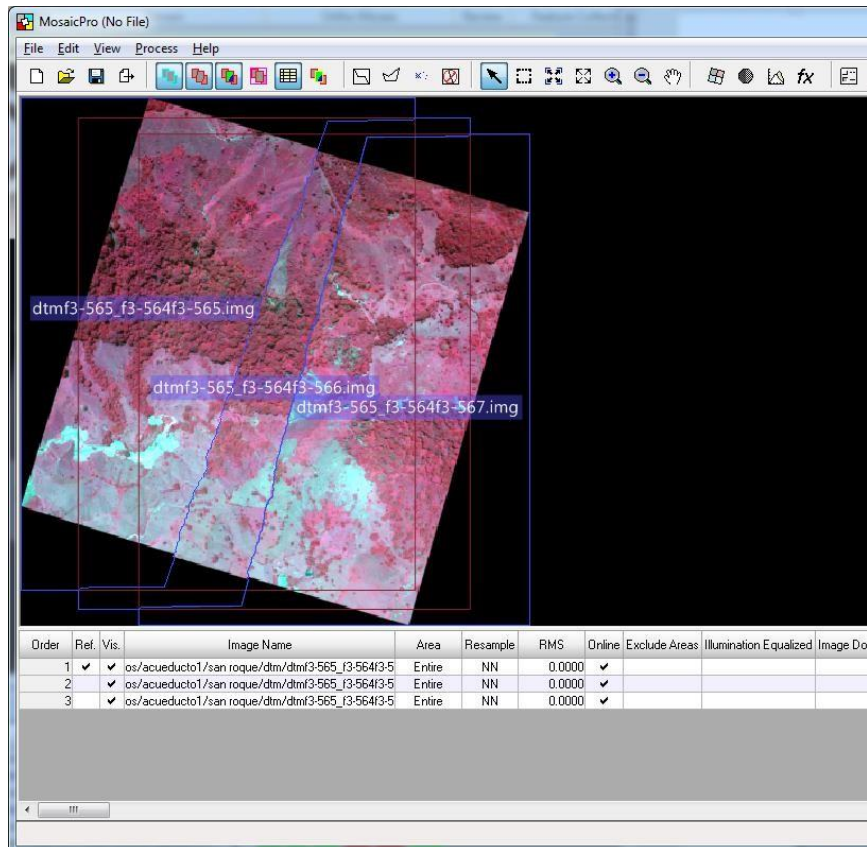 MosaicPro (No File)
File Edit View Process Help
fx
dtmf3-565_f3-564f3-565.img
dtmf3-565_f3-564f3-566.img
dtmf3-565_f3-564f3-567.img
Order Ref. Vis. Image Name Area Resample RMS Online Exclude Areas Illumination Equalized Image Do
1 ✔ ✔ os/acueducto1/san roque/dtm/dtmf3-565_f3-564f3-5 Entire NN 0.0000 ✔
2 ✔ os/acueducto1/san roque/dtm/dtmf3-565_f3-564f3-5 Entire NN 0.0000 ✔
3 ✔ os/acueducto1/san roque/dtm/dtmf3-565_f3-564f3-5 Entire NN 0.0000 ✔